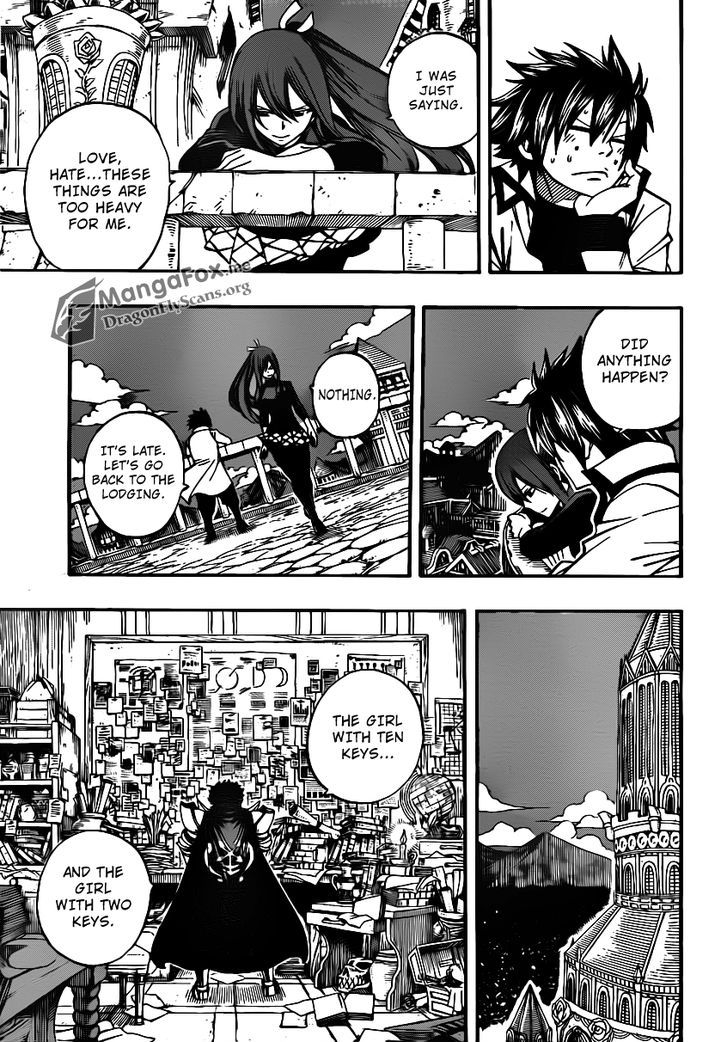 I WAS
JUST
SAYING.
LOVE,
HATE...THESE
THINGS ARE
TOO HEAVY
FOR ME.
MangaFox.me
DragonFlyScans.org
DID
ANYTHING
HAPPEN?
NOTHING.
IT'S LATE.
LET'S GO
BACK TO THE
LODGING.
THE GIRL
WITH TEN
KEYS...
AND THE
GIRL
WITH TWO
KEYS.